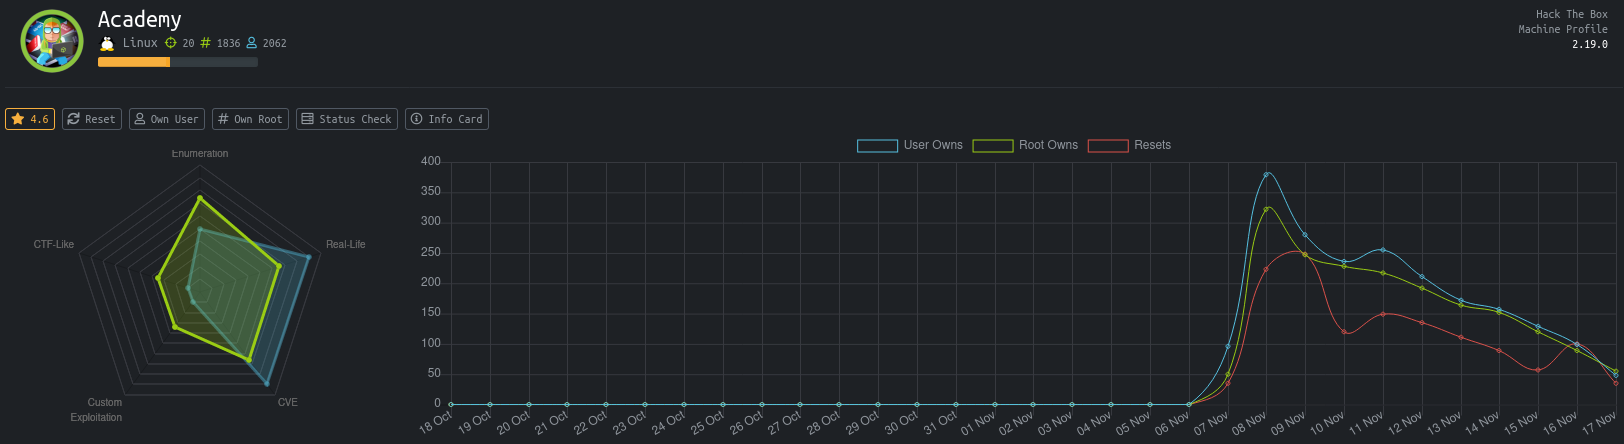 Academy
Linux 20 # 1836 2062
Hack The Box
Machine Profile
2.19.0
4.6 Reset Own User # Own Root Status Check Info Card
User Owns Root Owns Resets
Enumeration
CTF-Like
Real-Life
Custom
Exploitation
CVE
400
350
300
250
200
150
100
50
0
18 Oct 19 Oct 20 Oct 21 Oct 22 Oct 23 Oct 24 Oct 25 Oct 26 Oct 27 Oct 28 Oct 29 Oct 30 Oct 31 Oct 01 Nov 02 Nov 03 Nov 04 Nov 05 Nov 06 Nov 07 Nov 08 Nov 09 Nov 10 Nov 11 Nov 12 Nov 13 Nov 14 Nov 15 Nov 16 Nov 17 Nov